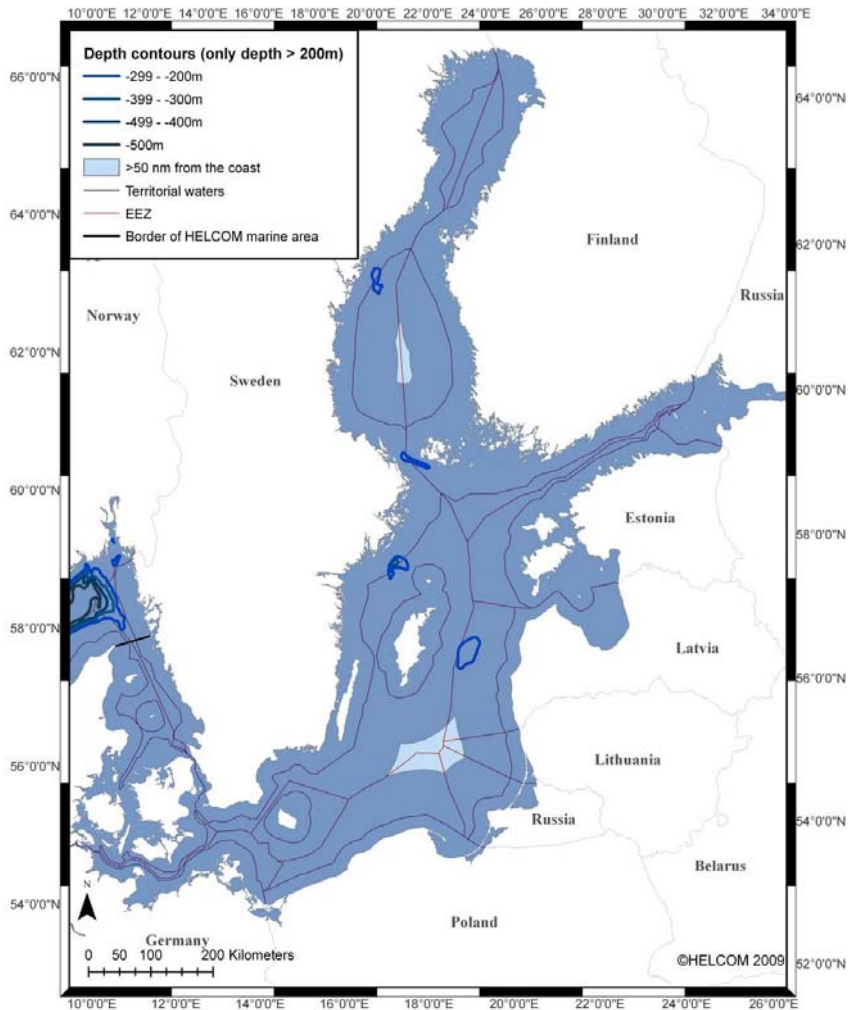 10°0'0"E 12°0'0"E 14°0'0"E 16°0'0"E 18°0'0"E 20°0'0"E 22°0'0"E 24°0'0"E 26°0'0"E 28°0'0"E 30°0'0"E 32°0'0"E 34°0'0"E
Depth contours (only depth > 200m)
-299 - -200m
-399 - -300m
-499 - -400m
-500m
>50 nm from the coast
Territorial waters
EEZ
Border of HELCOM marine area
66°0'0"N
64°0'0"N
64°0'0"N
Finland
62°0'0"N
Russia
Norway
62°0'0"N
Sweden
60°0'0"N
60°0'0"N
Estonia
58°0'0"N
58°0'0"N
Latvia
56°0'0"N
Lithuania
56°0'0"N
Russia
54°0'0"N
Belarus
54°0'0"N
N
Poland
Germany
0 50 100 200 Kilometers
©HELCOM 2009
52°0'0"N
10°0'0"E 12°0'0"E 14°0'0"E 16°0'0"E 18°0'0"E 20°0'0"E 22°0'0"E 24°0'0"E 26°0'0"E